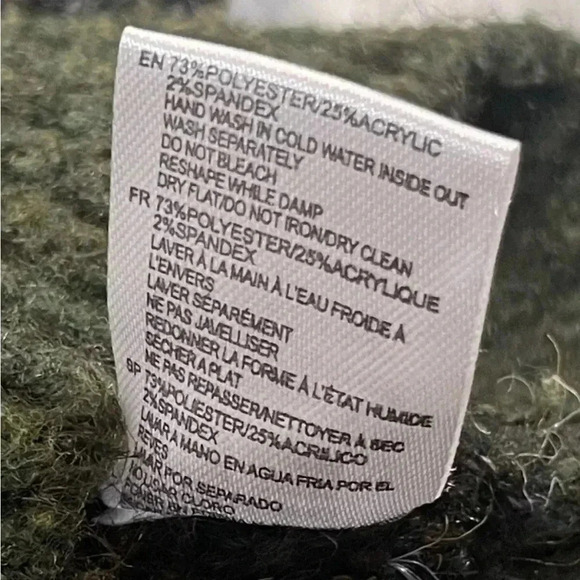 EN 73%POLYESTER/25%ACRYLIC
2%SPANDEX
HAND WASH IN COLD WATER INSIDE OUT
WASH SEPARATELY
DO NOT BLEACH
RESHAPE WHILE DAMP
DRY FLAT/DO NOT IRON/DRY CLEAN
FR 73%POLYESTER/25%ACRYLIQUE
2%SPANDEX
LAVER À LA MAIN À L'EAU FROIDE À
L'ENVERS
LAVER SÉPARÉMENT
NE PAS JAVELLISER
REDONNER LA FORME À L'ÉTAT HUMIDE
SÉCHER À PLAT
NE PAS REPASSER/NETTOYER À SEC
SP 73%POLIESTER/25%ACRILICO
2%SPANDEX
LAVAR A MANO EN AGUA FRIA POR EL
REVES
LAVAR POR SEPARADO
NO USAR CLORO